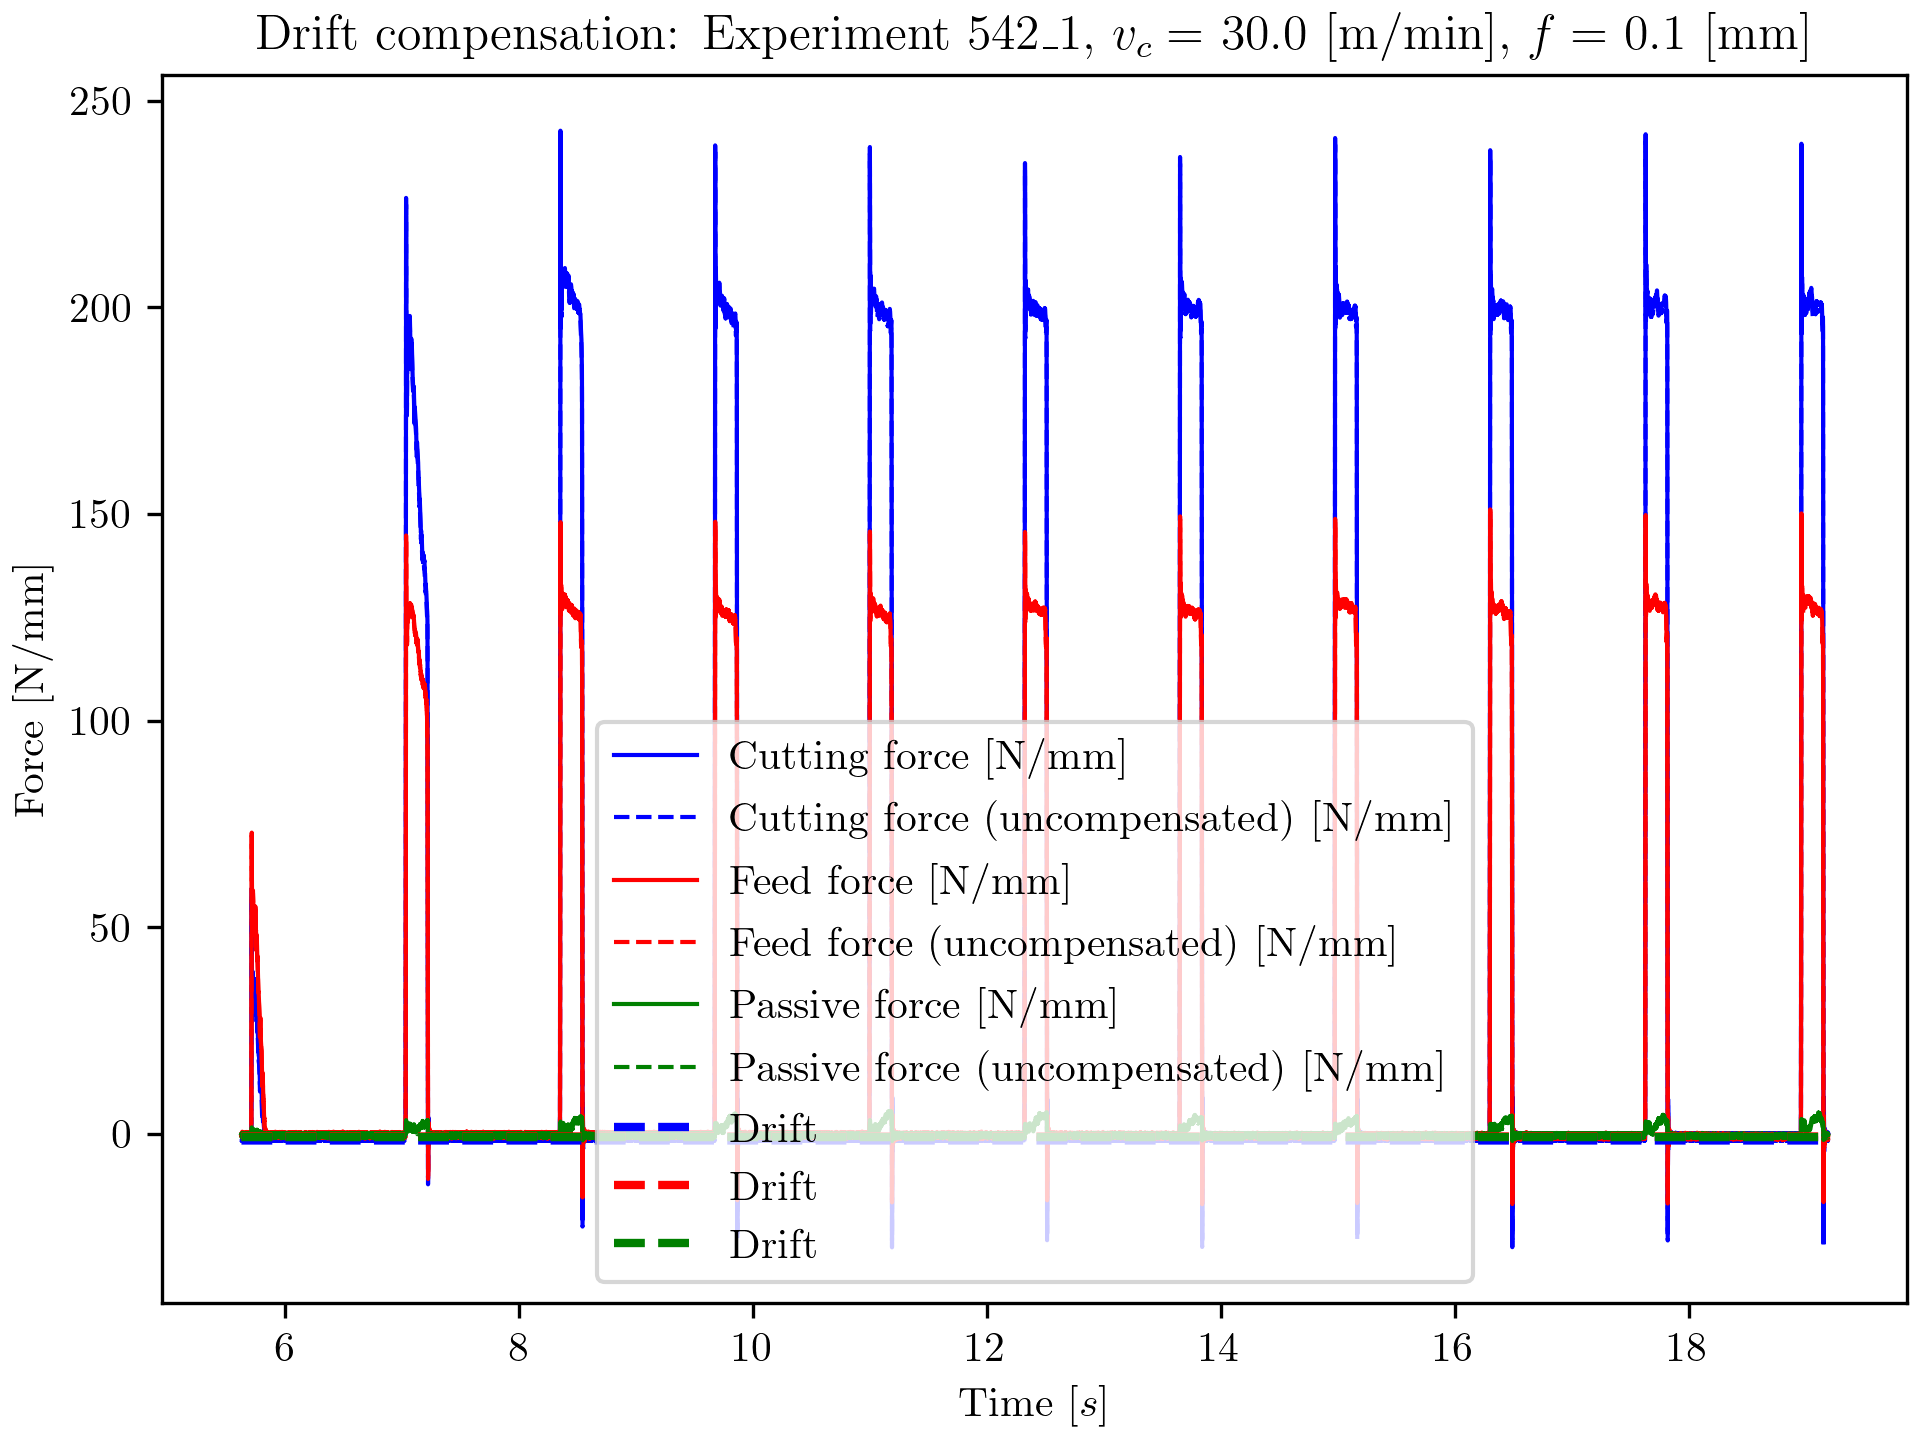 Drift compensation: Experiment 542_1, v_c = 30.0 [m/min], f = 0.1 [mm]
250
200
150
100
50
0
Force [N/mm]
Cutting force [N/mm]
Cutting force (uncompensated) [N/mm]
Feed force [N/mm]
Feed force (uncompensated) [N/mm]
Passive force [N/mm]
Passive force (uncompensated) [N/mm]
Drift
Drift
Drift
6 8 10 12 14 16 18
Time [s]